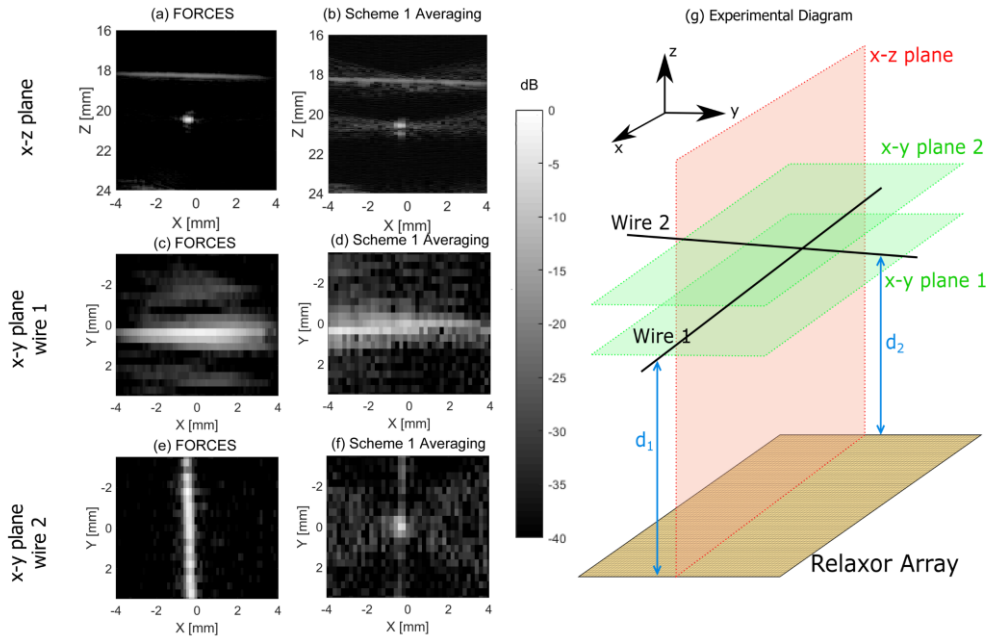 (a) FORCES
(b) Scheme 1 Averaging
(g) Experimental Diagram
x-z plane
Z [mm]
16
18
20
22
24
-4
-2
0
2
4
X [mm]
Z [mm]
16
18
20
22
24
-4
-2
0
2
4
X [mm]
x-y plane
wire 1
(c) FORCES
Y [mm]
-2
0
2
-4
-2
0
2
4
X [mm]
(d) Scheme 1 Averaging
Y [mm]
-2
0
2
-4
-2
0
2
4
X [mm]
x-y plane
wire 2
(e) FORCES
Y [mm]
-2
0
2
-4
-2
0
2
4
X [mm]
(f) Scheme 1 Averaging
Y [mm]
-2
0
2
-4
-2
0
2
4
X [mm]
dB
0
-5
-10
-15
-20
-25
-30
-35
-40
x-z plane
z
y
x
x-y plane 2
Wire 2
x-y plane 1
Wire 1
d2
d1
Relaxor Array